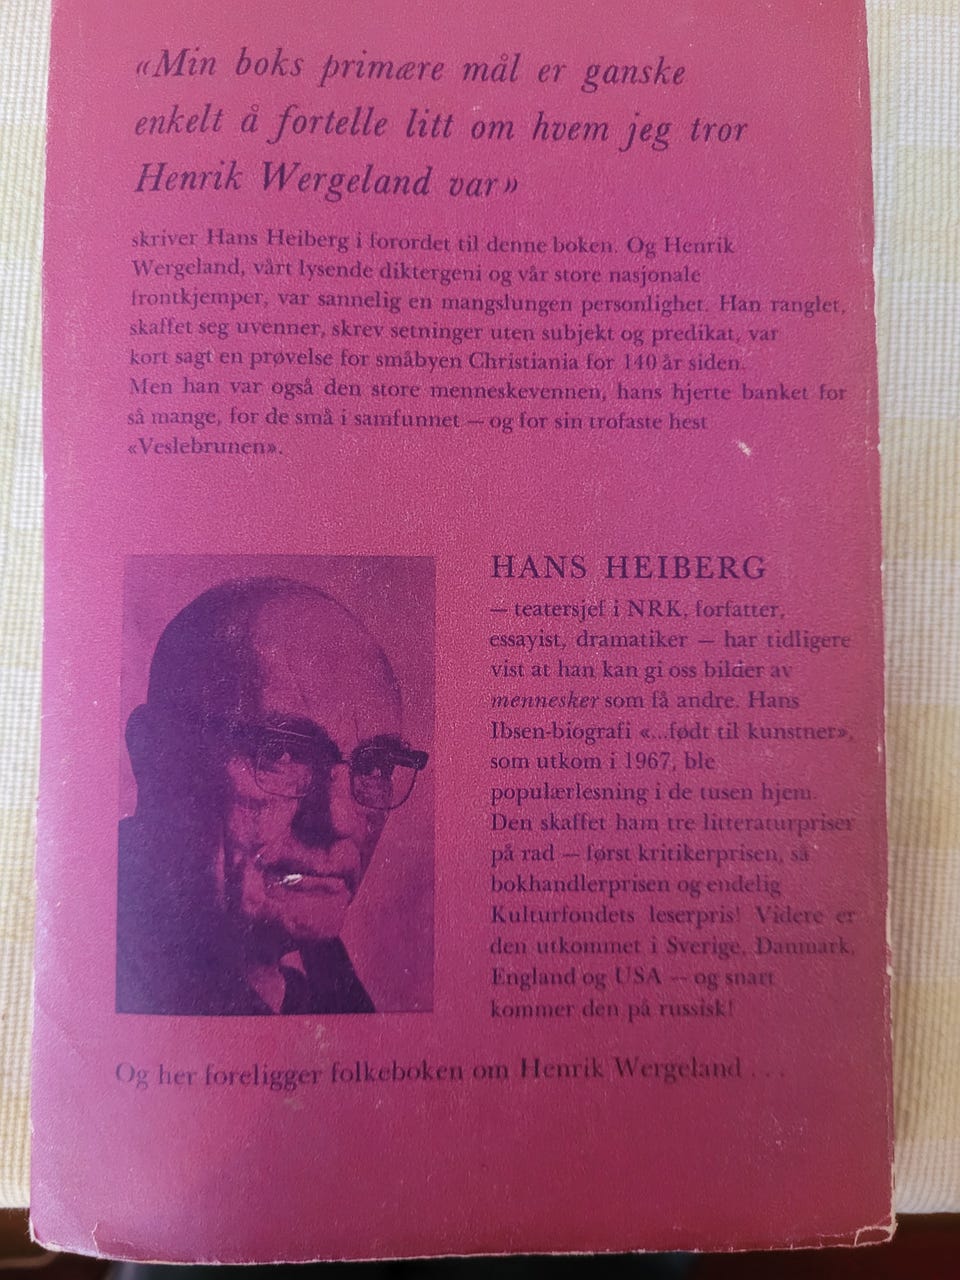 «Min boks primære mål er ganske
enkelt å fortelle litt om hvem jeg tror
Henrik Wergeland var»
skriver Hans Heiberg i forordet til denne boken. Og Henrik
Wergeland, vårt lysende diktergeni og vår store nasjonale
frontkjemper, var sannelig en mangslungen personlighet. Han ranglet,
skaffet seg uvenner, skrev setninger uten subjekt og predikat, var
kort sagt en prøvelse for småbyen Christiania for 140 år siden.
Men han var også den store menneskevennen, hans hjerte banket for
så mange, for de små i samfunnet — og for sin trofaste hest
«Veslebrunen».
HANS HEIBERG
— teatersjef i NRK, forfatter,
essayist, dramatiker — har tidligere
vist at han kan gi oss bilder av
mennesker som få andre. Hans
Ibsen-biografi «...født til kunstner»,
som utkom i 1967, ble
populærlesning i de tusen hjem.
Den skaffet ham tre litteraturpriser
på rad — først kritikerprisen, så
bokhandlerprisen og endelig
Kulturfondets leserpris! Videre er
den utkommet i Sverige, Danmark,
England og USA — og snart
kommer den på russisk!
Og her foreligger folkeboken om Henrik Wergeland . . .